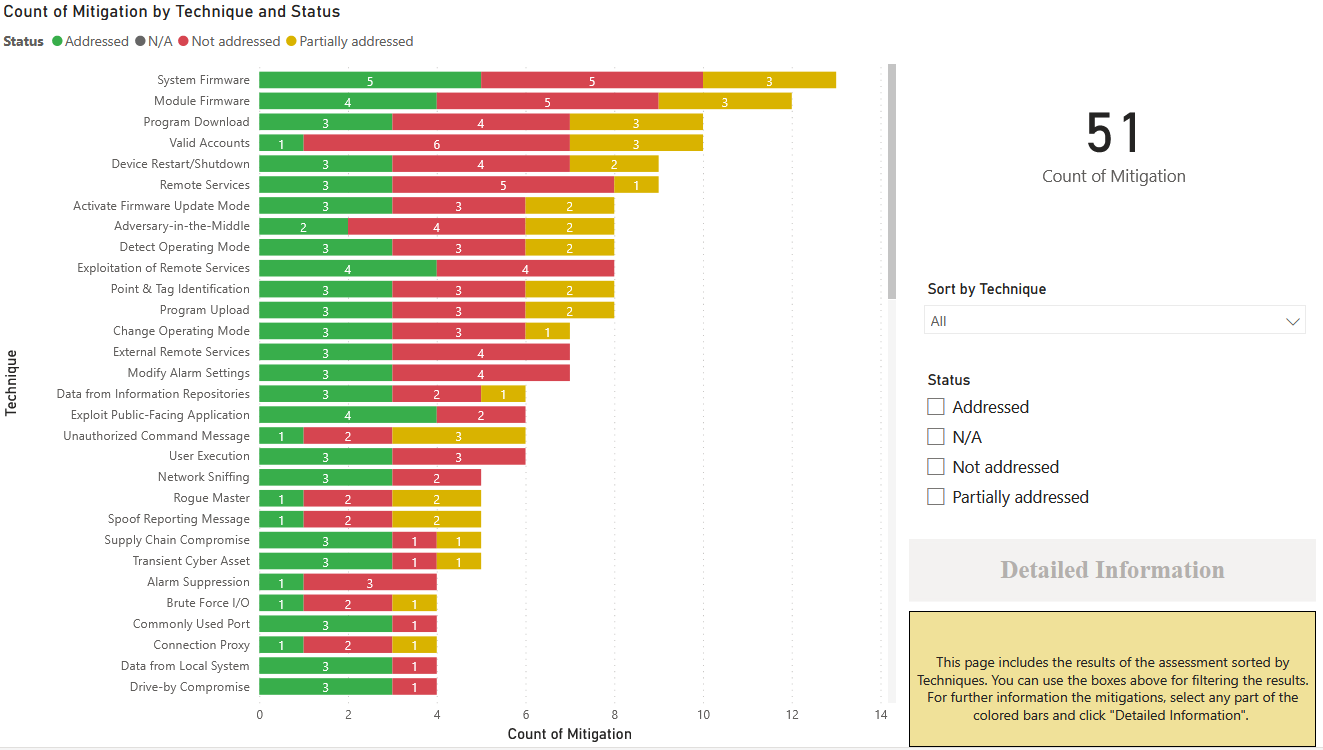 Count of Mitigation by Technique and Status
Status Addressed N/A Not addressed Partially addressed
Technique
System Firmware 5 5 3
Module Firmware 4 5 3
Program Download 3 4 3
Valid Accounts 1 6 3
Device Restart/Shutdown 3 4 2
Remote Services 3 5 1
Activate Firmware Update Mode 3 3 2
Adversary-in-the-Middle 2 4 2
Detect Operating Mode 3 3 2
Exploitation of Remote Services 4 4
Point & Tag Identification 3 3 2
Program Upload 3 3 2
Change Operating Mode 3 3 1
External Remote Services 3 4
Modify Alarm Settings 3 4
Data from Information Repositories 3 2 1
Exploit Public-Facing Application 4 2
Unauthorized Command Message 1 2 3
User Execution 3 3
Network Sniffing 3 2
Rogue Master 1 2 2
Spoof Reporting Message 1 2 2
Supply Chain Compromise 3 1 1
Transient Cyber Asset 3 1 1
Alarm Suppression 1 3
Brute Force I/O 1 2 1
Commonly Used Port 3 1
Connection Proxy 1 2 1
Data from Local System 3 1
Drive-by Compromise 3 1
0 2 4 6 8 10 12 14
Count of Mitigation
51
Count of Mitigation
Sort by Technique
All
Status
Addressed
N/A
Not addressed
Partially addressed
Detailed Information
This page includes the results of the assessment sorted by
Techniques. You can use the boxes above for filtering the results.
For further information the mitigations, select any part of the
colored bars and click "Detailed Information".